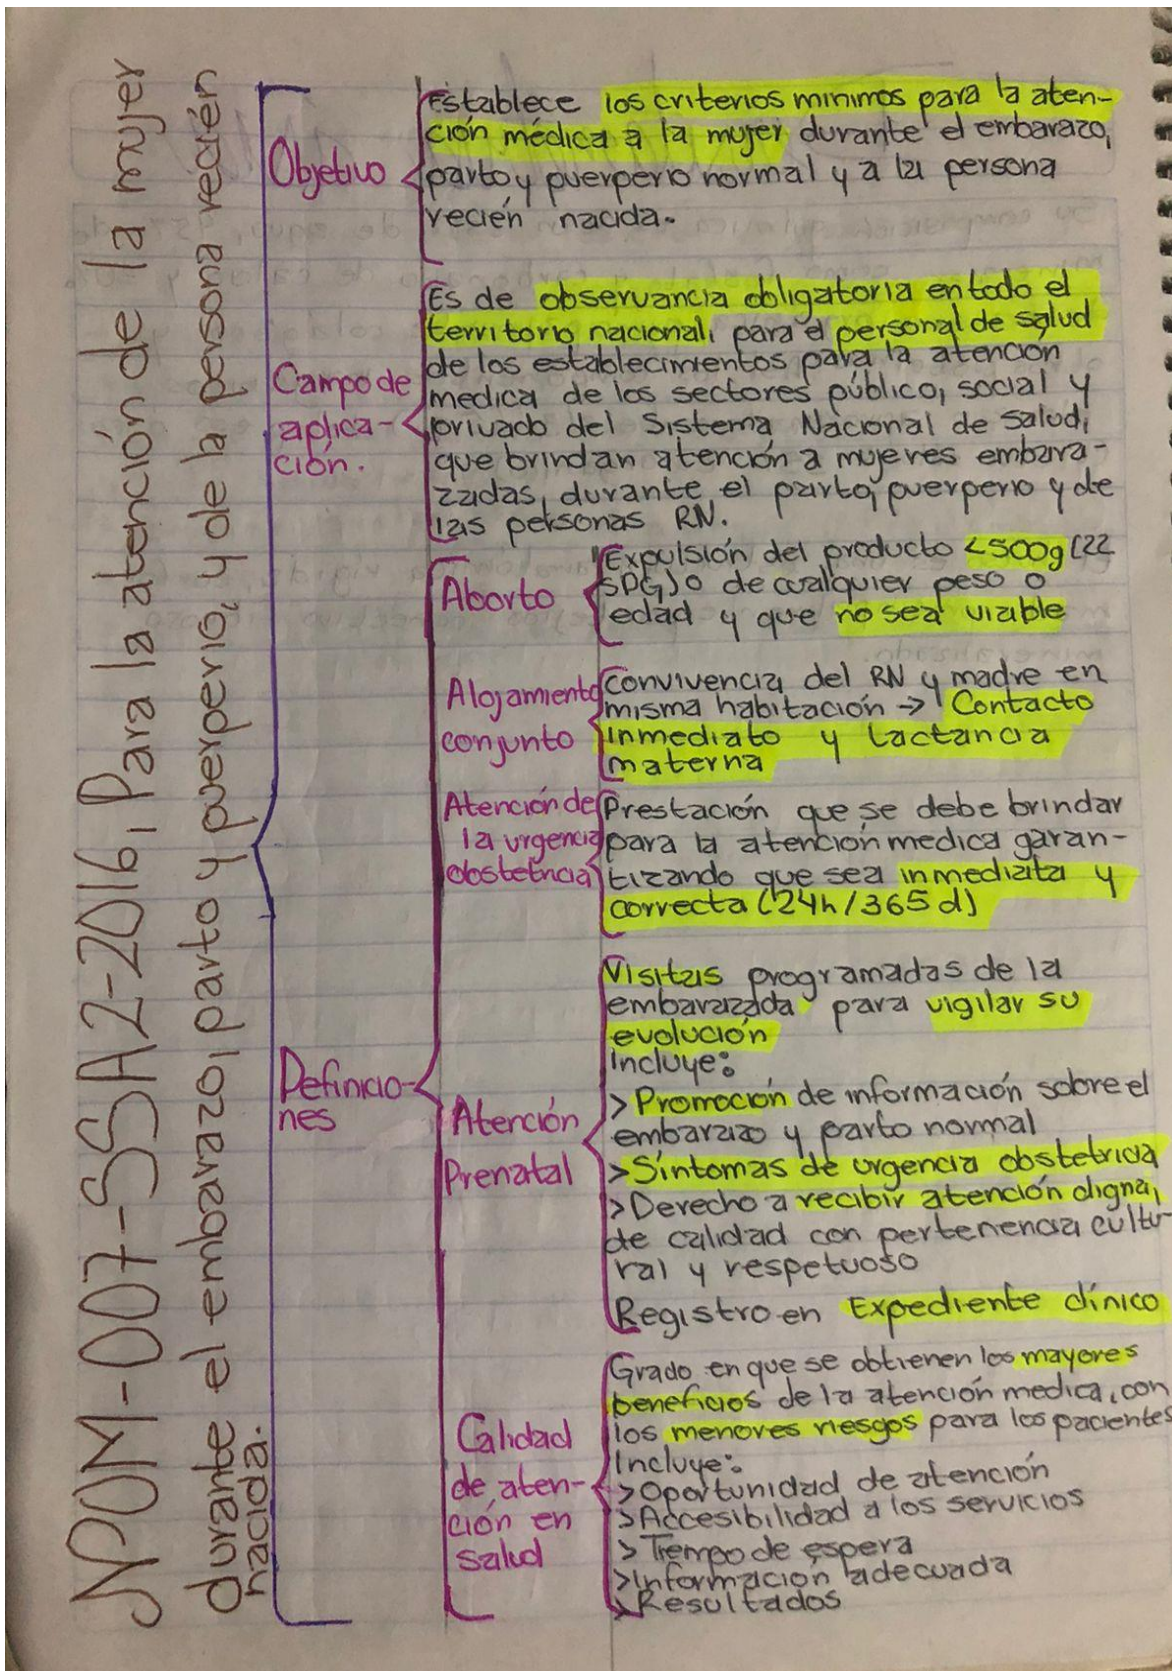 NOM-007-SSA2-2016, Para la atención de la mujer
durante el embarazo, parto y puerperio, y de la persona recién
nacida.
Objetivo
Establece los criterios minimos para la aten-
ción médica a la mujer durante el embarazo,
parto y puerperio normal y a la persona
recién nacida.
Campo de
aplica-
ción.
Es de observancia obligatoria en todo el
territorio nacional, para el personal de salud
de los establecimientos para la atención
medica de los sectores público, social y
privado del Sistema Nacional de Salud,
que brindan atención a mujeres embara-
zadas, durante el parto, puerperio y de
las personas RN.
Definicio-
nes
Aborto
Expulsión del producto <500g (22
SDG) o de cualquier peso o
edad y que no sea viable
Alojamiento
conjunto
Convivencia del RN y madre en
misma habitación → Contacto
inmediato y lactancia
materna
Atención de
la urgencia
obstetricia
Prestación que se debe brindar
para la atención medica garan-
tizando que sea inmediata y
correcta (24h/365 d)
Atención
Prenatal
Visitas programadas de la
embarazada para vigilar su
evolución
Incluye:
> Promoción de información sobre el
embarazo y parto normal
> Síntomas de urgencia obstetricia
> Derecho a recibir atención digna,
de calidad con pertenencia cultu-
ral y respetuoso
Registro en Expediente clínico
Calidad
de aten-
ción en
salud
Grado en que se obtienen los mayores
beneficios de la atención medica, con
los menores riesgos para los pacientes
Incluye:
> Oportunidad de atención
> Accesibilidad a los servicios
> Tiempo de espera
> Información adecuada
> Resultados